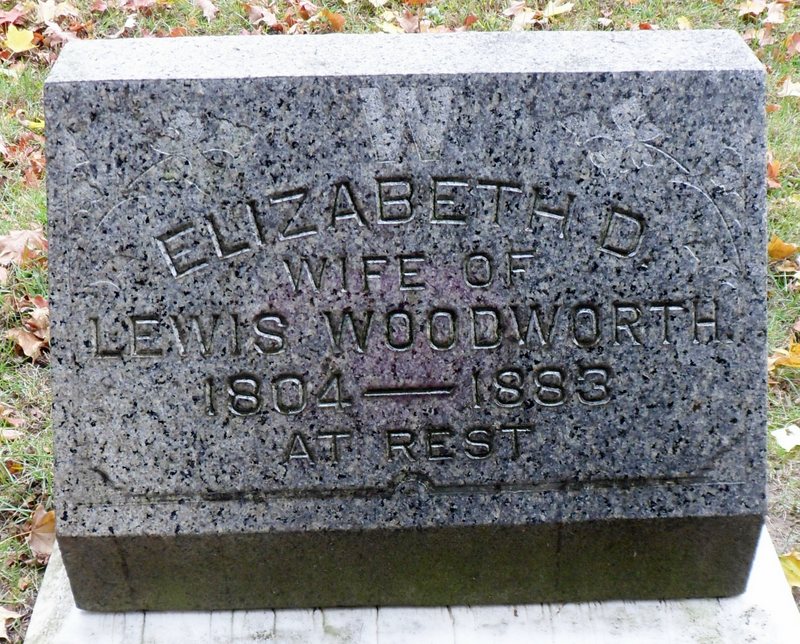 W
ELIZABETH D.
WIFE OF
LEWIS WOODWORTH.
1804 — 1883
AT REST